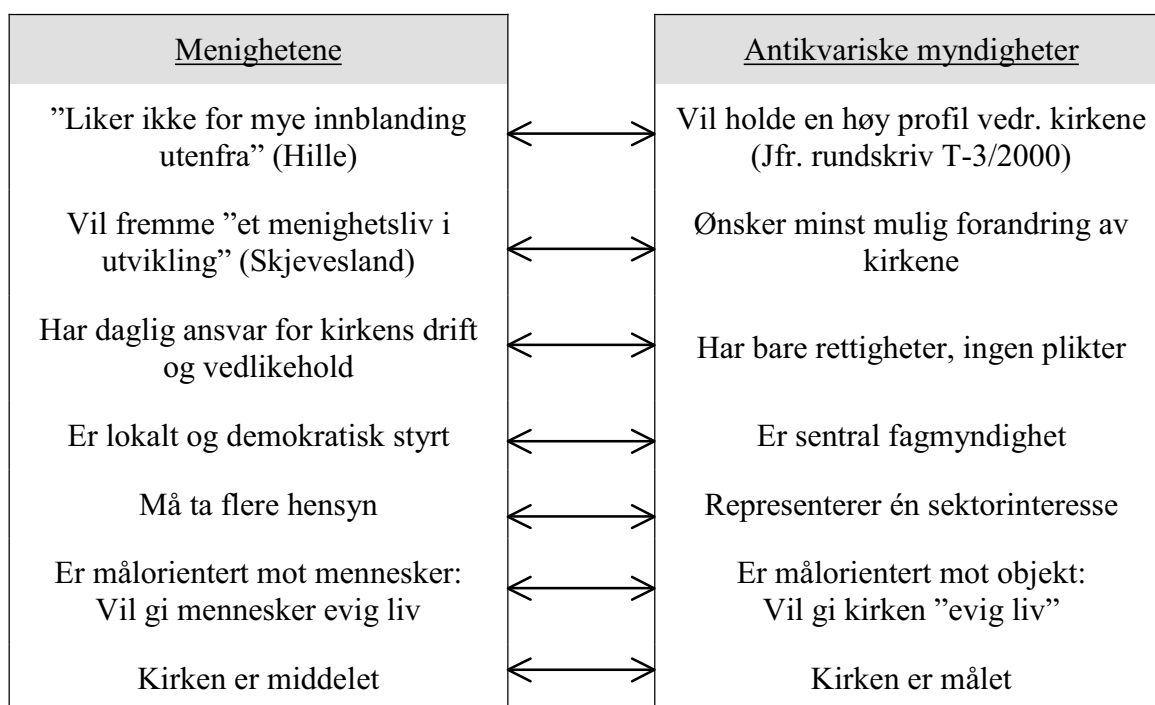 Menighetene
Antikvariske myndigheter
”Liker ikke for mye innblanding
utenfra” (Hille)
Vil holde en høy profil vedr. kirkene
(Jfr. rundskriv T-3/2000)
Vil fremme ”et menighetsliv i
utvikling” (Skjevesland)
Ønsker minst mulig forandring av
kirkene
Har daglig ansvar for kirkens drift
og vedlikehold
Har bare rettigheter, ingen plikter
Er lokalt og demokratisk styrt
Er sentral fagmyndighet
Må ta flere hensyn
Representerer én sektorinteresse
Er målorientert mot mennesker:
Vil gi mennesker evig liv
Er målorientert mot objekt:
Vil gi kirken ”evig liv”
Kirken er middelet
Kirken er målet